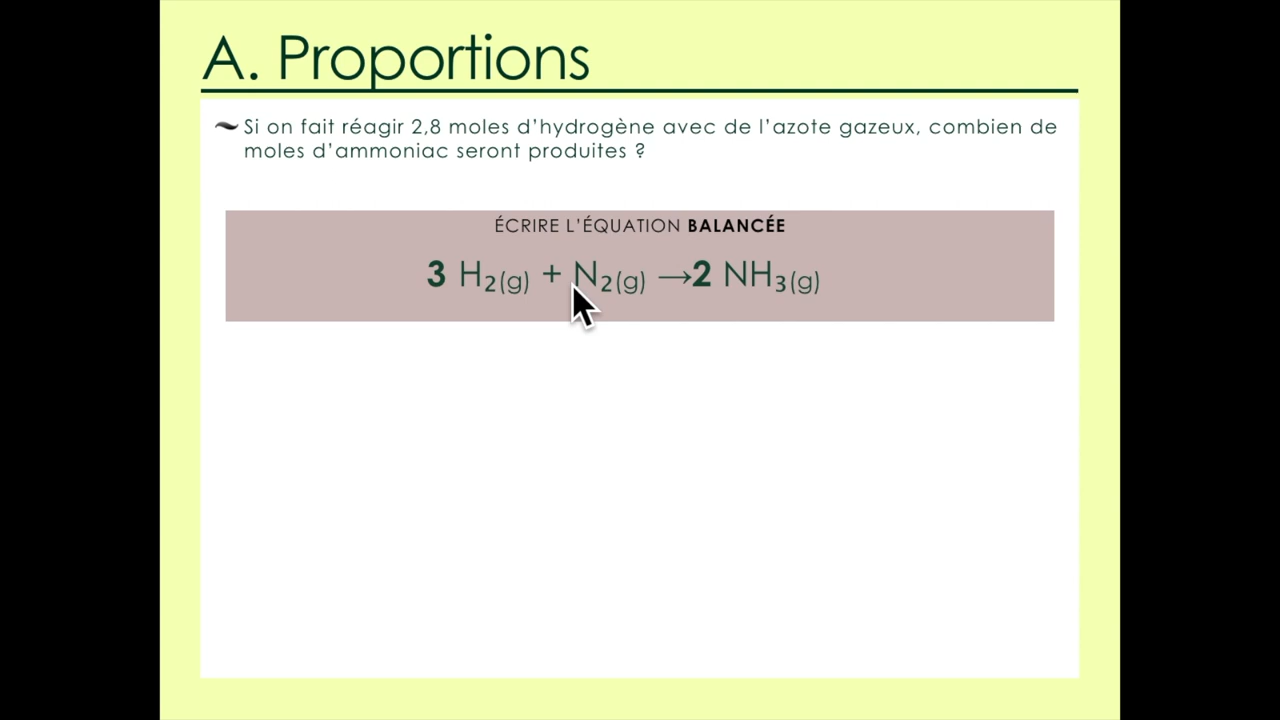 A. Proportions
Si on fait réagir 2,8 moles d’hydrogène avec de l’azote gazeux, combien de
moles d’ammoniac seront produites ?
ÉCRIRE L’ÉQUATION BALANCÉE
3 H₂(g) + N₂(g) →2 NH₃(g)